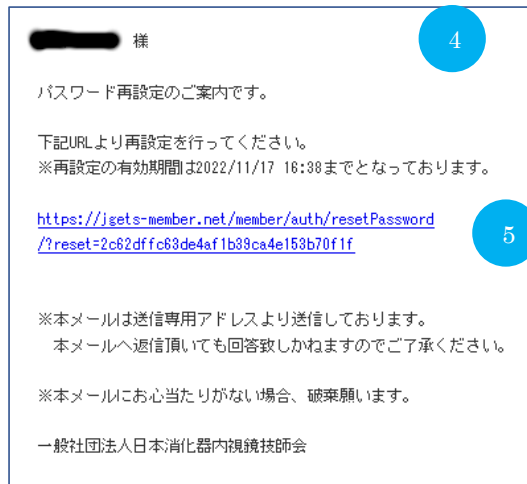 様
4
パスワード再設定のご案内です。
下記URLより再設定を行ってください。
※再設定の有効期間は2022/11/17 16:38までとなっております。
https://jgets-member.net/member/auth/resetPassword
/?reset=2c62dffc63de4af1b39ca4e153b70f1f
5
※本メールは送信専用アドレスより送信しております。
本メールへ返信頂いても回答致しかねますのでご了承ください。
※本メールにお心当たりがない場合、破棄願います。
一般社団法人日本消化器内視鏡技師会